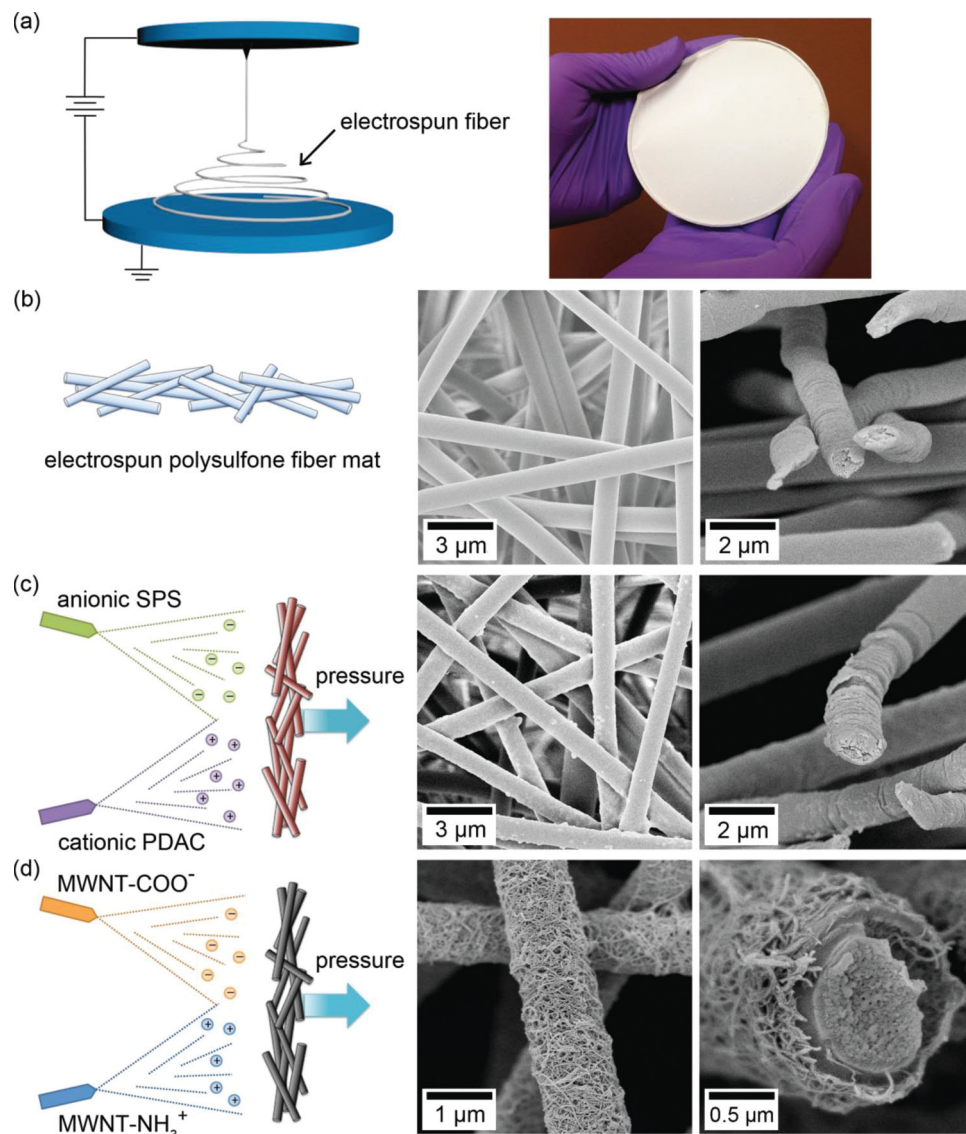 (a)
electrospun fiber
(b)
electrospun polysulfone fiber mat
3 µm
2 µm
(c)
anionic SPS
− − − − −
pressure
+ + + + + +
cationic PDAC
3 µm
2 µm
(d)
MWNT-COO⁻
− − − − −
pressure
+ + + + + +
MWNT-NH₃⁺
1 µm
0.5 µm